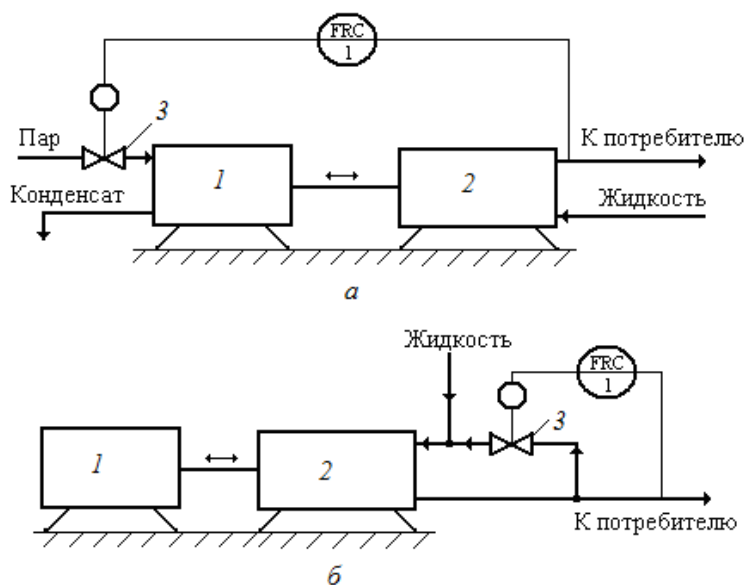 FRC
1
3
Пар
К потребителю
1
2
Конденсат
Жидкость
а
Жидкость
FRC
1
3
1
2
К потребителю
б